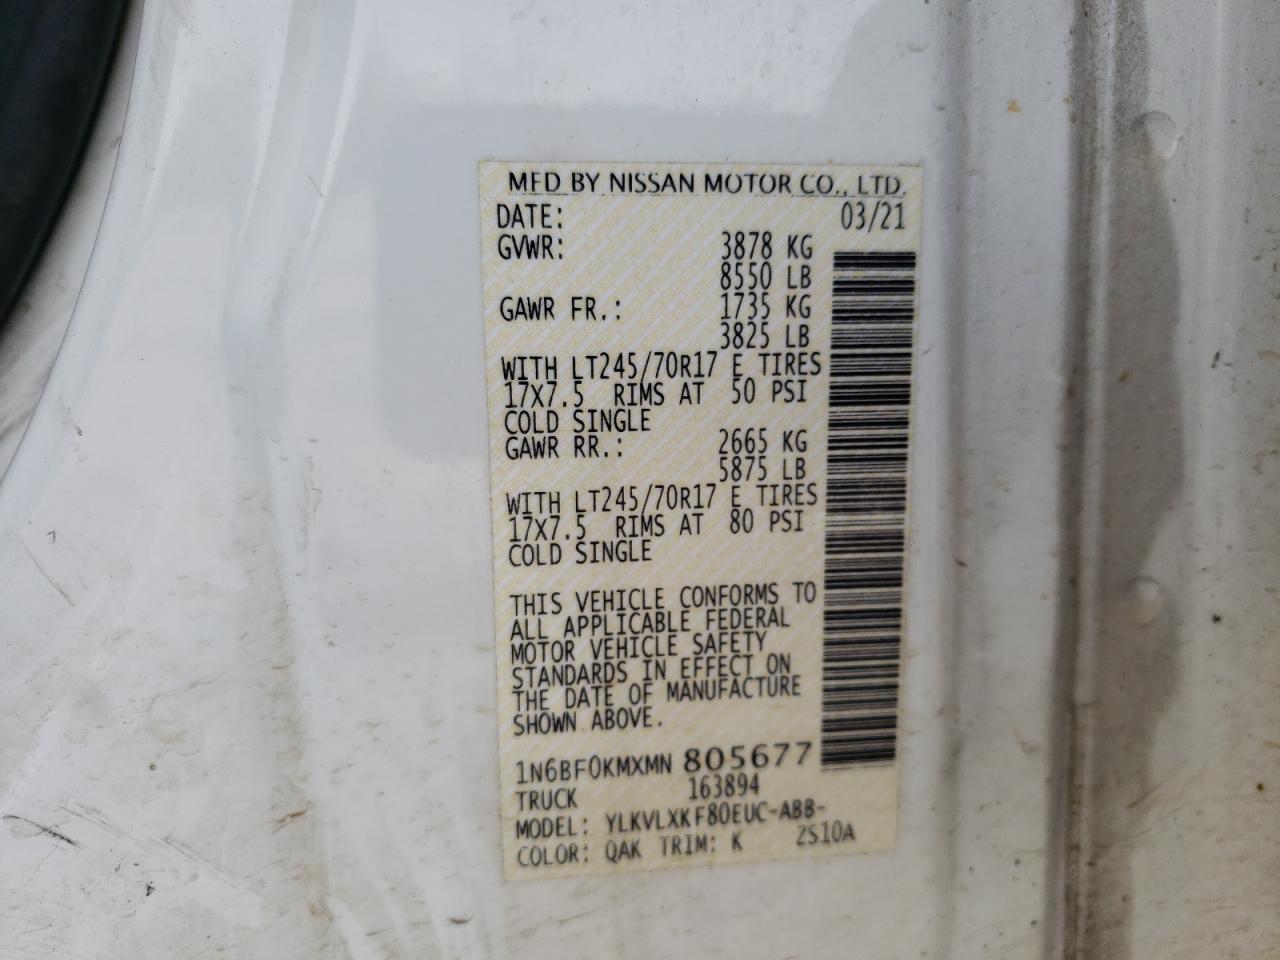 MFD BY NISSAN MOTOR CO., LTD.
DATE: 03/21
GVWR: 3878 KG
8550 LB
GAWR FR.: 1735 KG
3825 LB
WITH LT245/70R17 E TIRES
17X7.5 RIMS AT 50 PSI
COLD SINGLE
GAWR RR.: 2665 KG
5875 LB
WITH LT245/70R17 E TIRES
17X7.5 RIMS AT 80 PSI
COLD SINGLE
THIS VEHICLE CONFORMS TO
ALL APPLICABLE FEDERAL
MOTOR VEHICLE SAFETY
STANDARDS IN EFFECT ON
THE DATE OF MANUFACTURE
SHOWN ABOVE.
1N6BF0KMXMN 805677
TRUCK 163894
MODEL: YLKVLXKF80EUC-ABB-
COLOR: QAK TRIM: K ZS10A